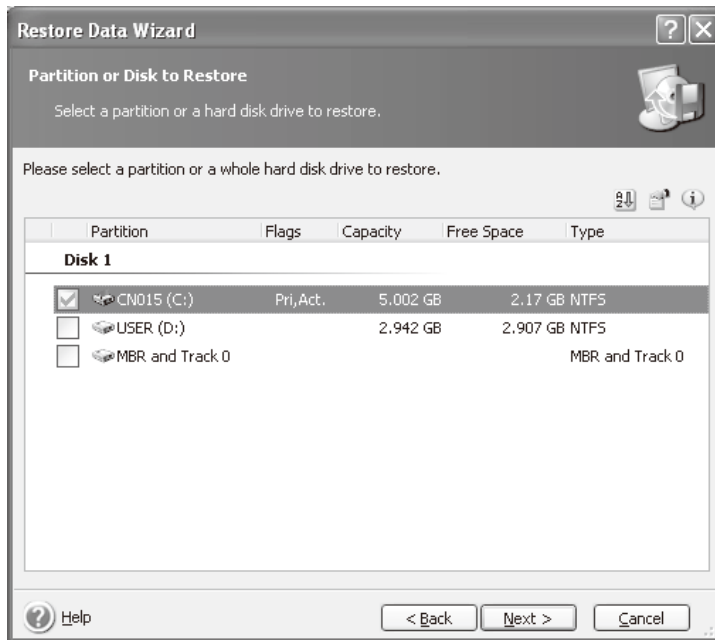 Restore Data Wizard
Partition or Disk to Restore
Select a partition or a hard disk drive to restore.
Please select a partition or a whole hard disk drive to restore.
Partition Flags Capacity Free Space Type
Disk 1
CN015 (C:) Pri,Act. 5.002 GB 2.17 GB NTFS
USER (D:) 2.942 GB 2.907 GB NTFS
MBR and Track 0 MBR and Track 0
Help < Back Next > Cancel